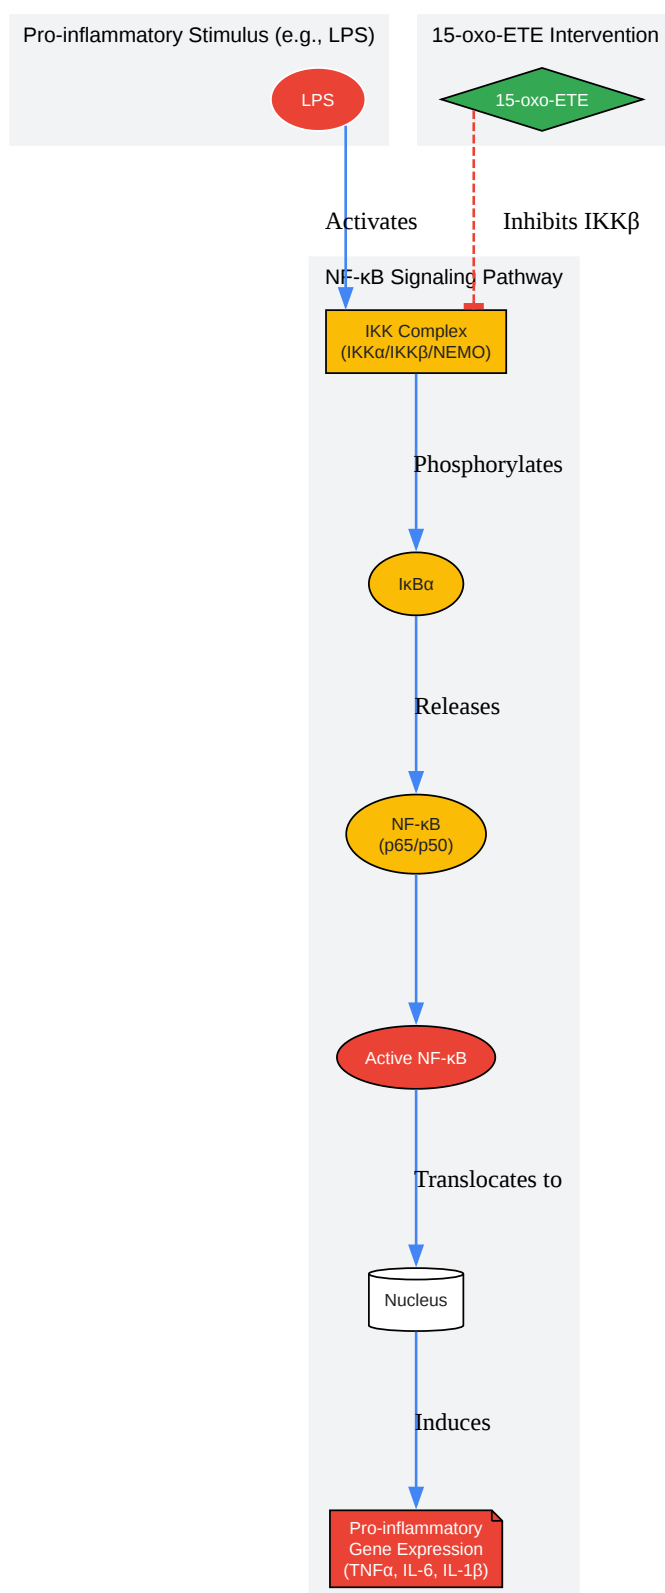 Pro-inflammatory Stimulus (e.g., LPS)
15-oxo-ETE Intervention
LPS
15-oxo-ETE
Activates
Inhibits IKKβ
NF-κB Signaling Pathway
IKK Complex
(IKKα/IKKβ/NEMO)
Phosphorylates
IκBα
Releases
NF-κB
(p65/p50)
Active NF-κB
Translocates to
Nucleus
Induces
Pro-inflammatory
Gene Expression
(TNFα, IL-6, IL-1β)